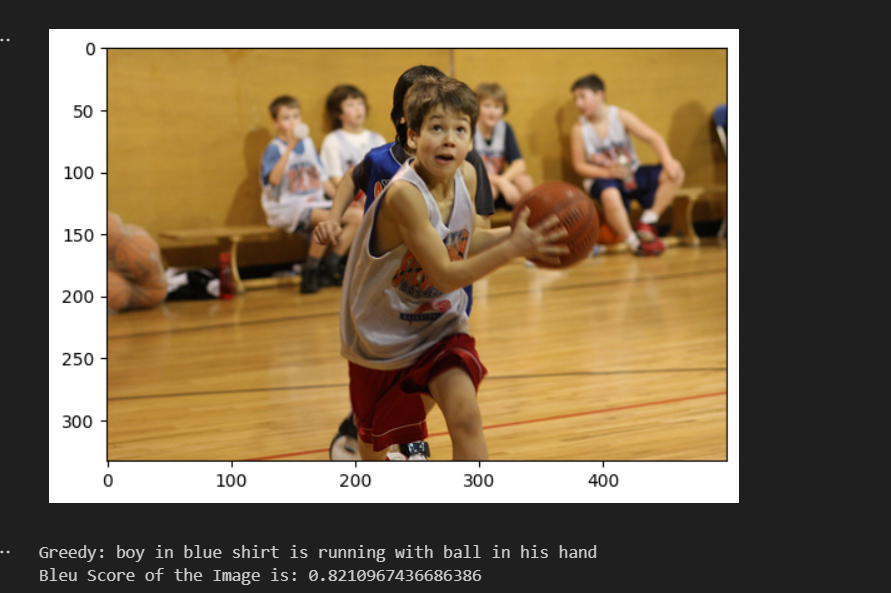 0
50
100
150
200
250
300
0 100 200 300 400
Greedy: boy in blue shirt is running with ball in his hand
Bleu Score of the Image is: 0.8210967436686386